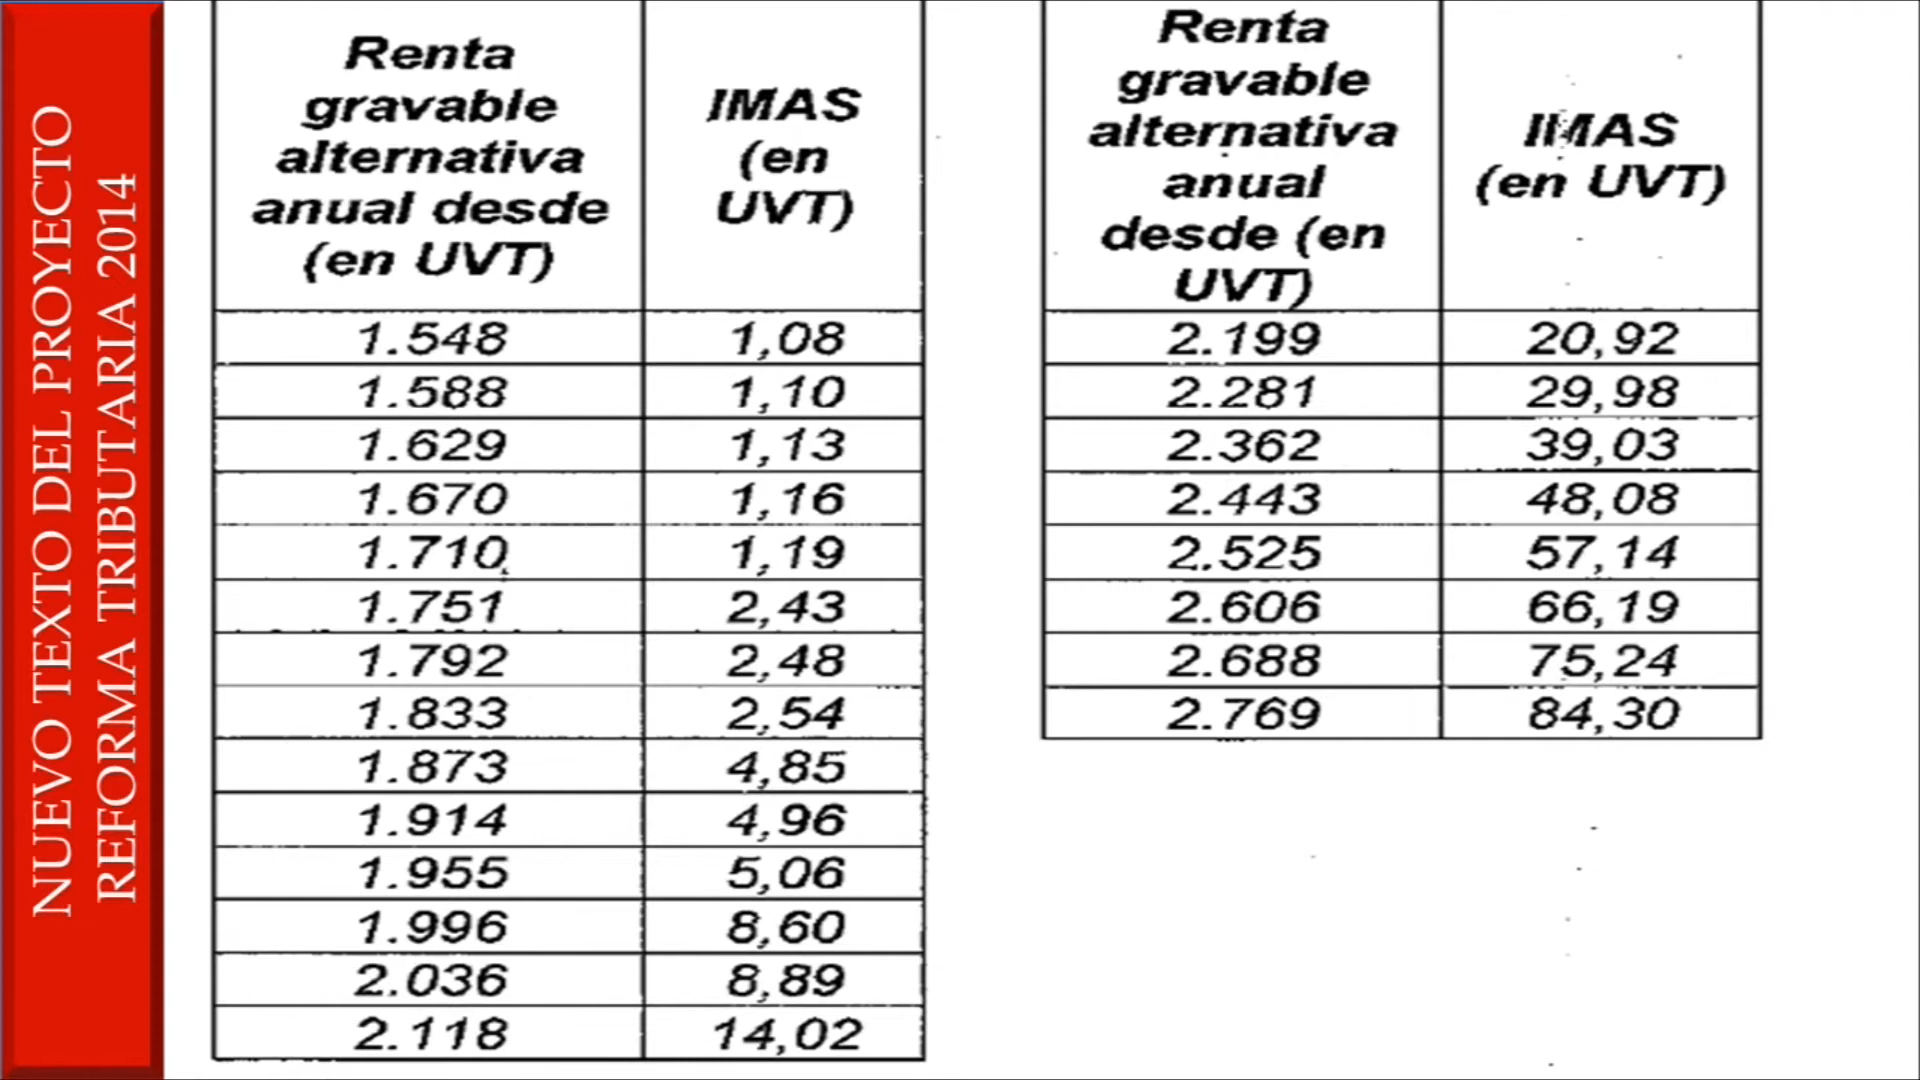 NUEVO TEXTO DEL PROYECTO
REFORMA TRIBUTARIA 2014
Renta
gravable
alternativa
anual desde
(en UVT)
IMAS
(en
UVT)
1.548 1,08
1.588 1,10
1.629 1,13
1.670 1,16
1.710 1,19
1.751 2,43
1.792 2,48
1.833 2,54
1.873 4,85
1.914 4,96
1.955 5,06
1.996 8,60
2.036 8,89
2.118 14,02
Renta
gravable
alternativa
anual
desde (en
UVT)
IMAS
(en UVT)
2.199 20,92
2.281 29,98
2.362 39,03
2.443 48,08
2.525 57,14
2.606 66,19
2.688 75,24
2.769 84,30